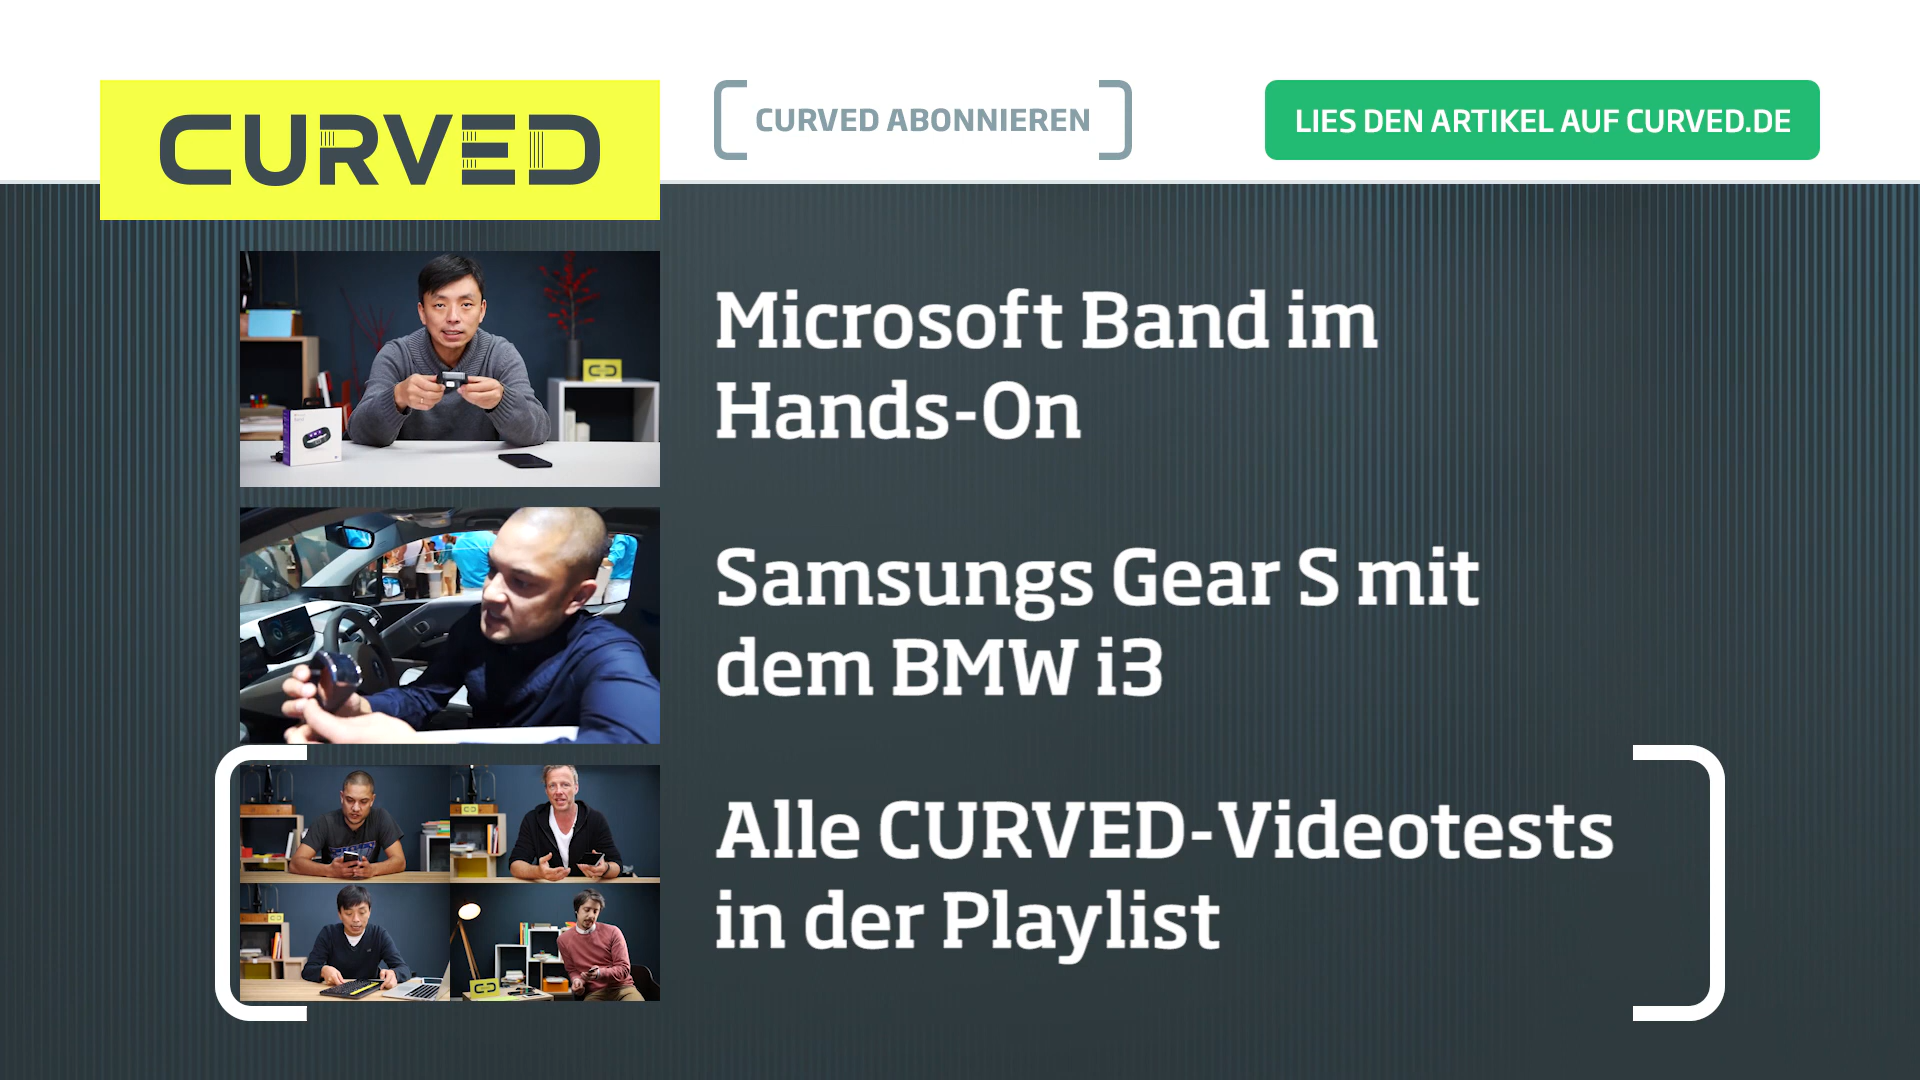 CURVED
CURVED ABONNIEREN
LIES DEN ARTIKEL AUF CURVED.DE
Microsoft Band im
Hands-On
Samsungs Gear S mit
dem BMW i3
Alle CURVED-Videotests
in der Playlist